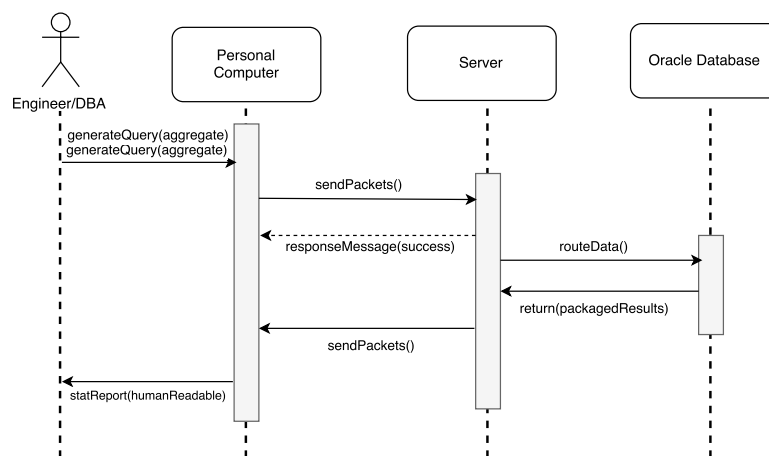 Personal
Computer
Server
Oracle Database
Engineer/DBA
generateQuery(aggregate)
generateQuery(aggregate)
sendPackets()
responseMessage(success)
routeData()
return(packagedResults)
sendPackets()
statReport(humanReadable)